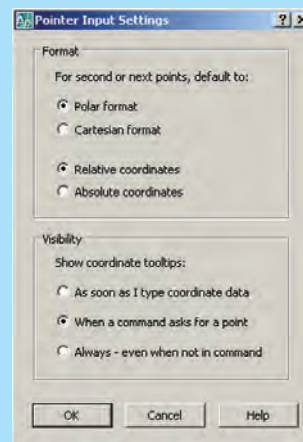 Pointer Input Settings
Format
For second or next points, default to:
Polar format
Cartesian format
Relative coordinates
Absolute coordinates
Visibility
Show coordinate tooltips:
As soon as I type coordinate data
When a command asks for a point
Always - even when not in command
OK Cancel Help